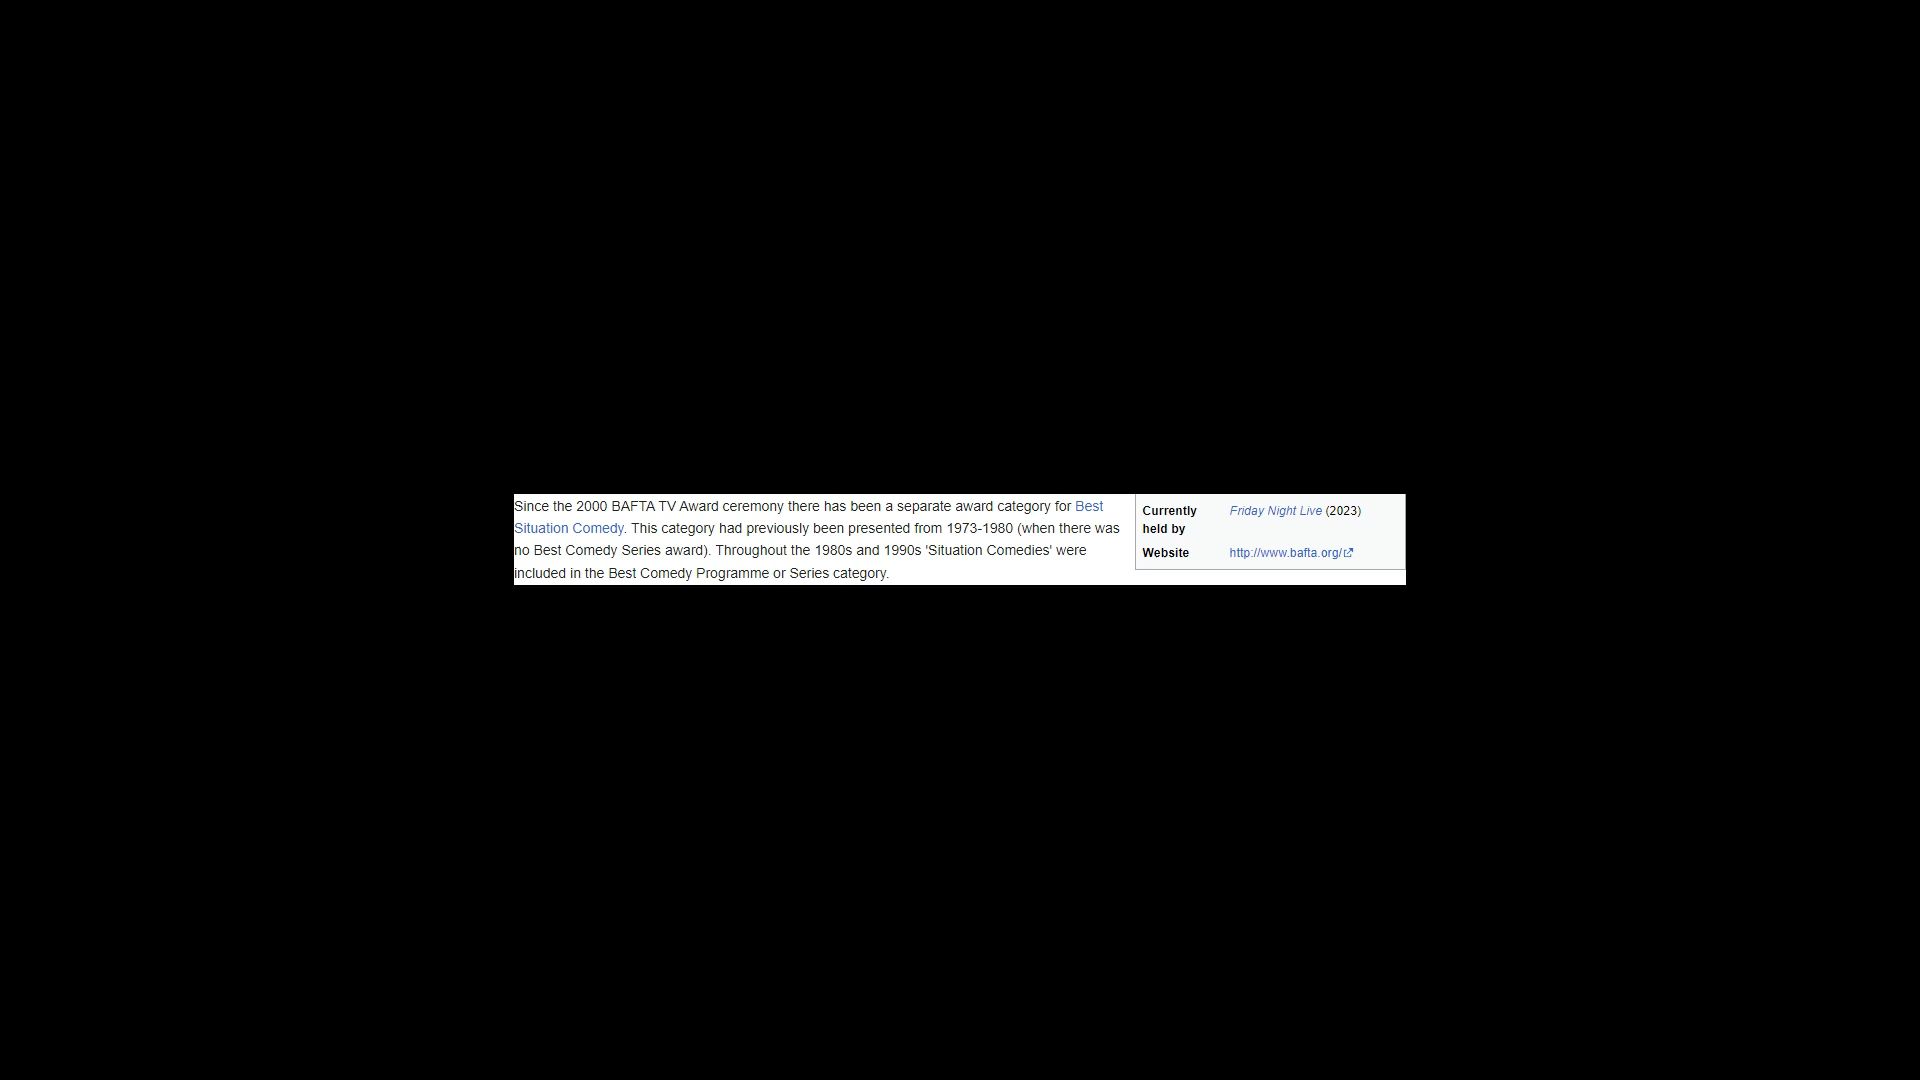 Since the 2000 BAFTA TV Award ceremony there has been a separate award category for Best
Situation Comedy. This category had previously been presented from 1973-1980 (when there was
no Best Comedy Series award). Throughout the 1980s and 1990s 'Situation Comedies' were
included in the Best Comedy Programme or Series category.
Currently held by
Friday Night Live (2023)
Website
http://www.bafta.org/